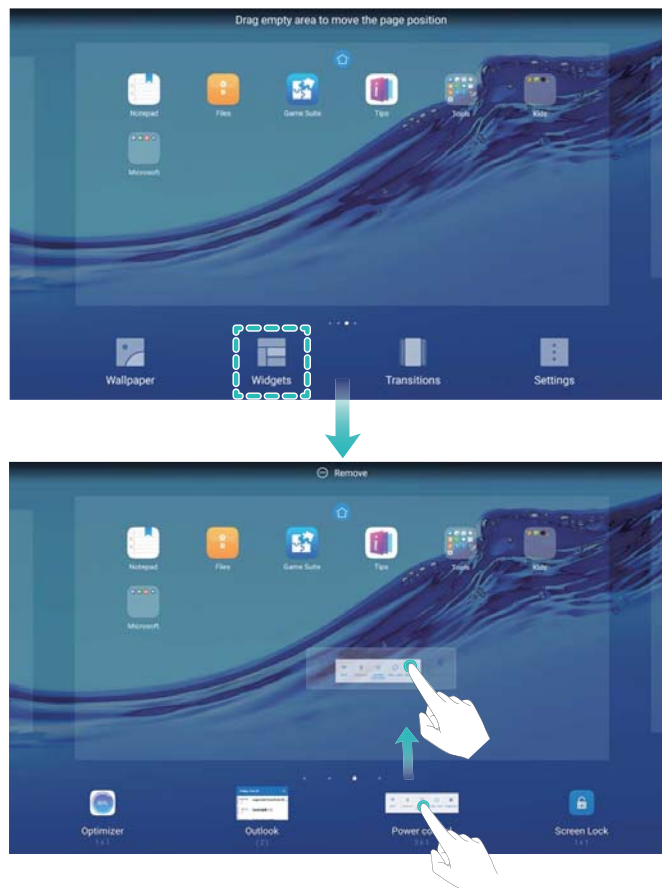 Drag empty area to move the page position
Notepad
Files
Game Suite
Tips
Tools
Kids
Microsoft
Wallpaper
Widgets
Transitions
Settings
Remove
Notepad
Files
Game Suite
Tips
Tools
Kids
Microsoft
Optimizer
Outlook
Power co
Screen Lock